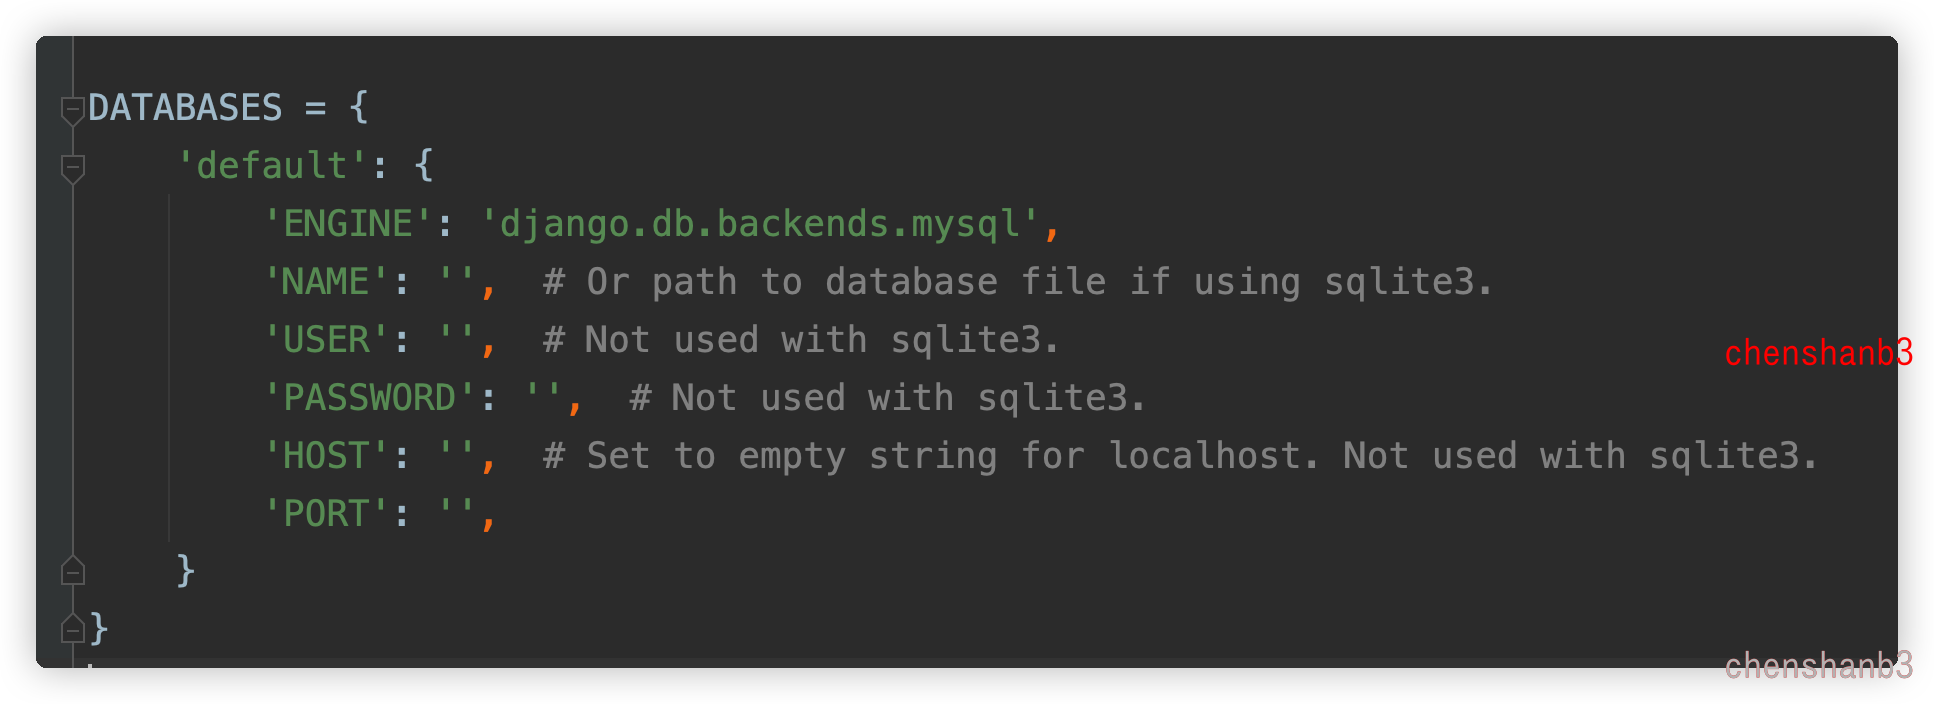 DATABASES = {
    'default': {
        'ENGINE': 'django.db.backends.mysql',
        'NAME': '',  # Or path to database file if using sqlite3.
        'USER': '',  # Not used with sqlite3.
chenshanb3
        'PASSWORD': '',  # Not used with sqlite3.
        'HOST': '',  # Set to empty string for localhost. Not used with sqlite3.
        'PORT': '',
    }
}
chenshanb3